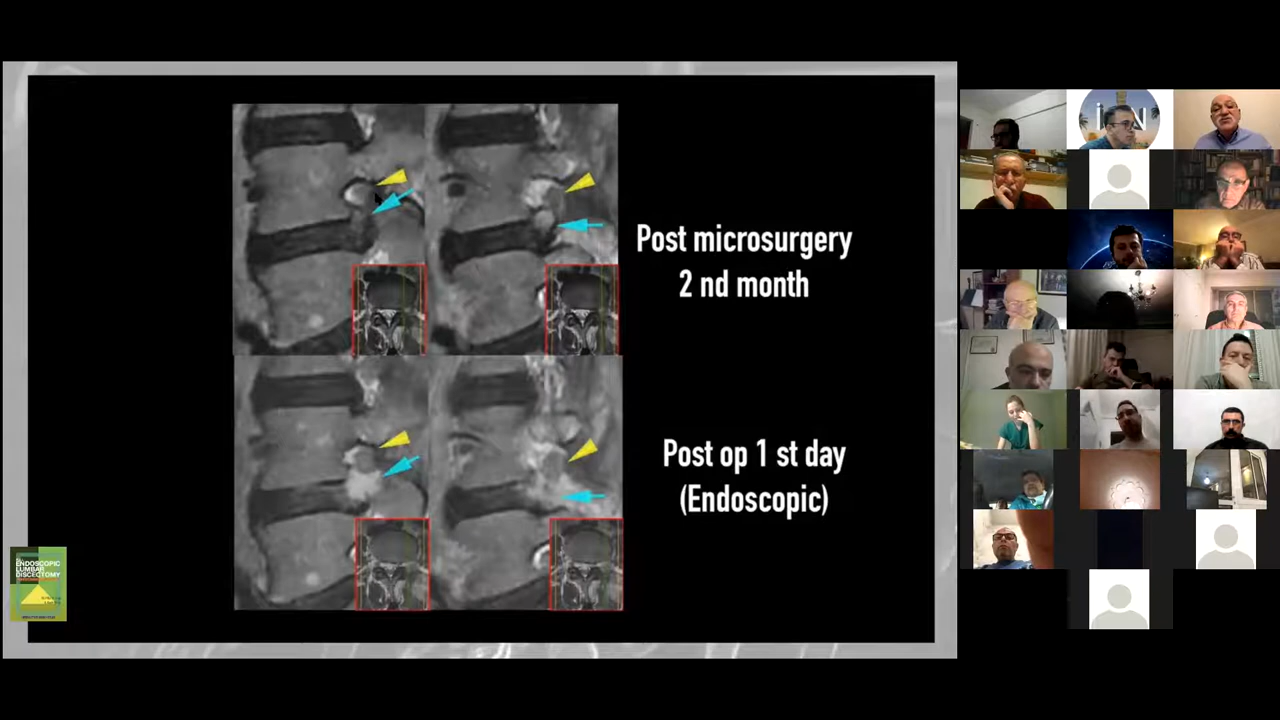 Post microsurgery
2 nd month
Post op 1 st day
(Endoscopic)
ENDOSCOPIC
LUMBAR
DISCECTOMY